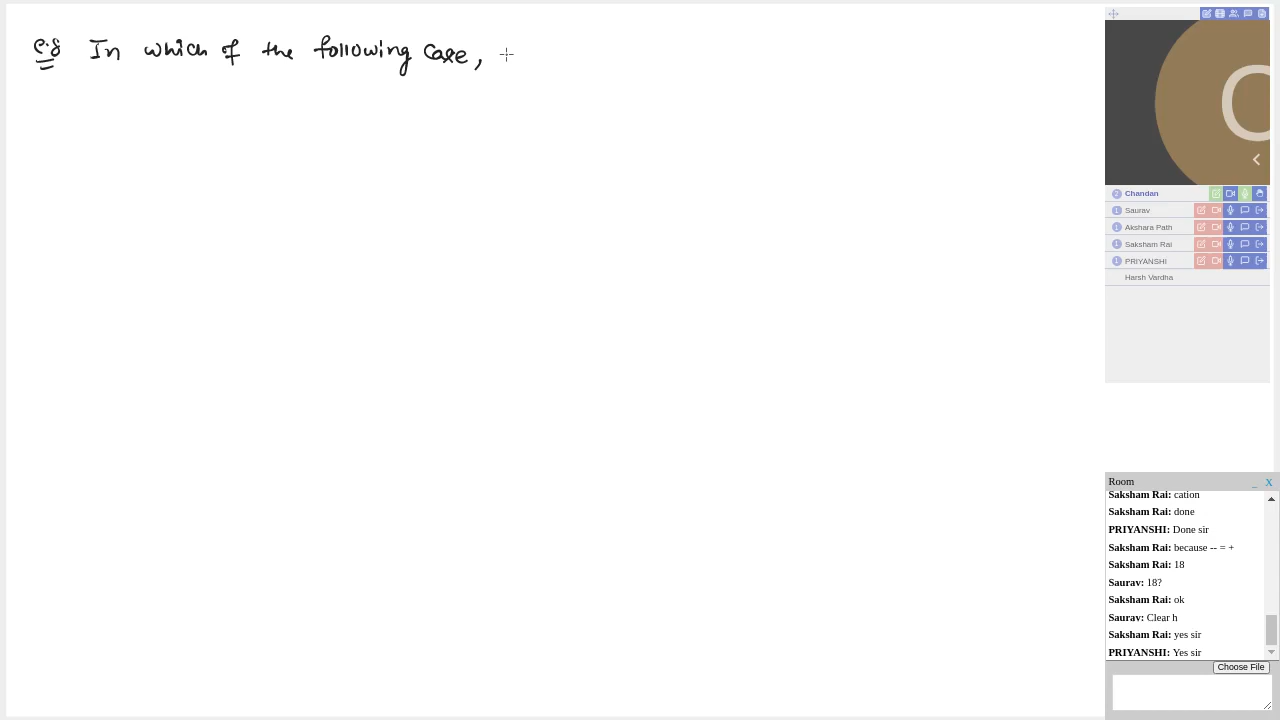 e.g In which of the following case,
C
Chandan
Saurav
Akshara Path
Saksham Rai
PRIYANSHI
Harsh Vardha
Room _ X
Saksham Rai: cation
Saksham Rai: done
PRIYANSHI: Done sir
Saksham Rai: because -- = +
Saksham Rai: 18
Saurav: 18?
Saksham Rai: ok
Saurav: Clear h
Saksham Rai: yes sir
PRIYANSHI: Yes sir
Choose File